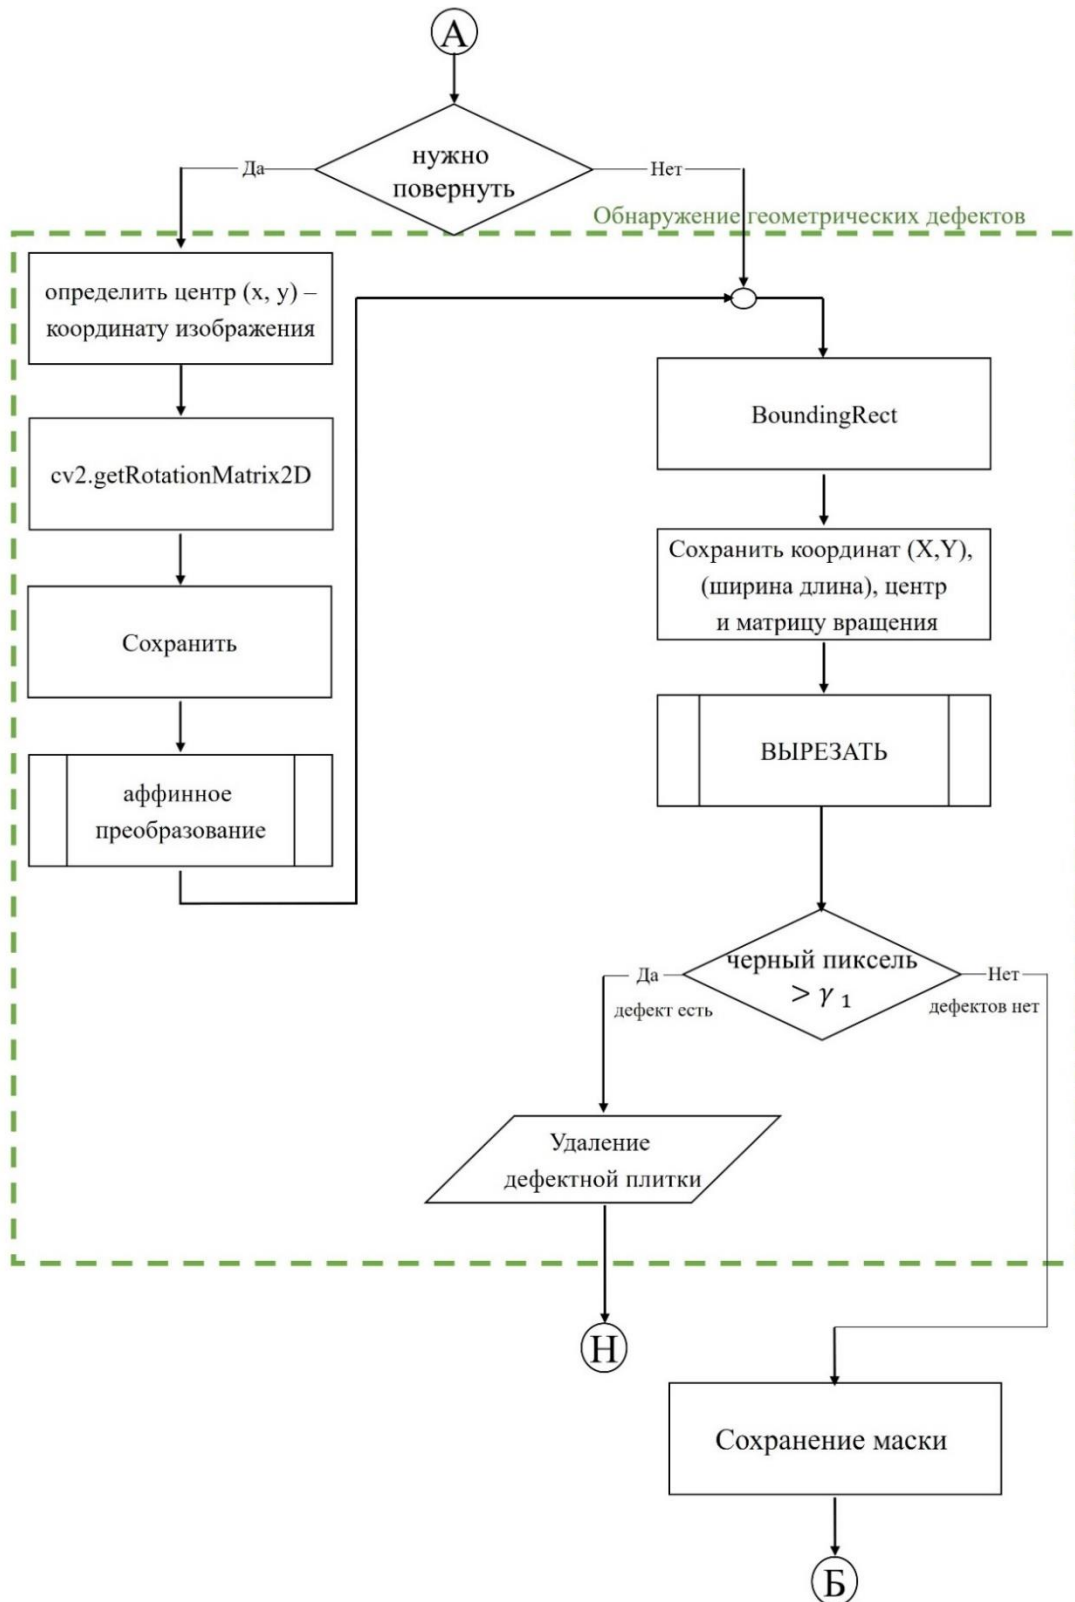 А
нужно
повернуть
Да
Нет
Обнаружение геометрических дефектов
определить центр (x, y) –
координату изображения
cv2.getRotationMatrix2D
Сохранить
аффинное
преобразование
BoundingRect
Сохранить координат (X,Y),
(ширина длина), центр
и матрицу вращения
ВЫРЕЗАТЬ
черный пиксель
> γ 1
Да
дефект есть
Нет
дефектов нет
Удаление
дефектной плитки
Н
Сохранение маски
Б